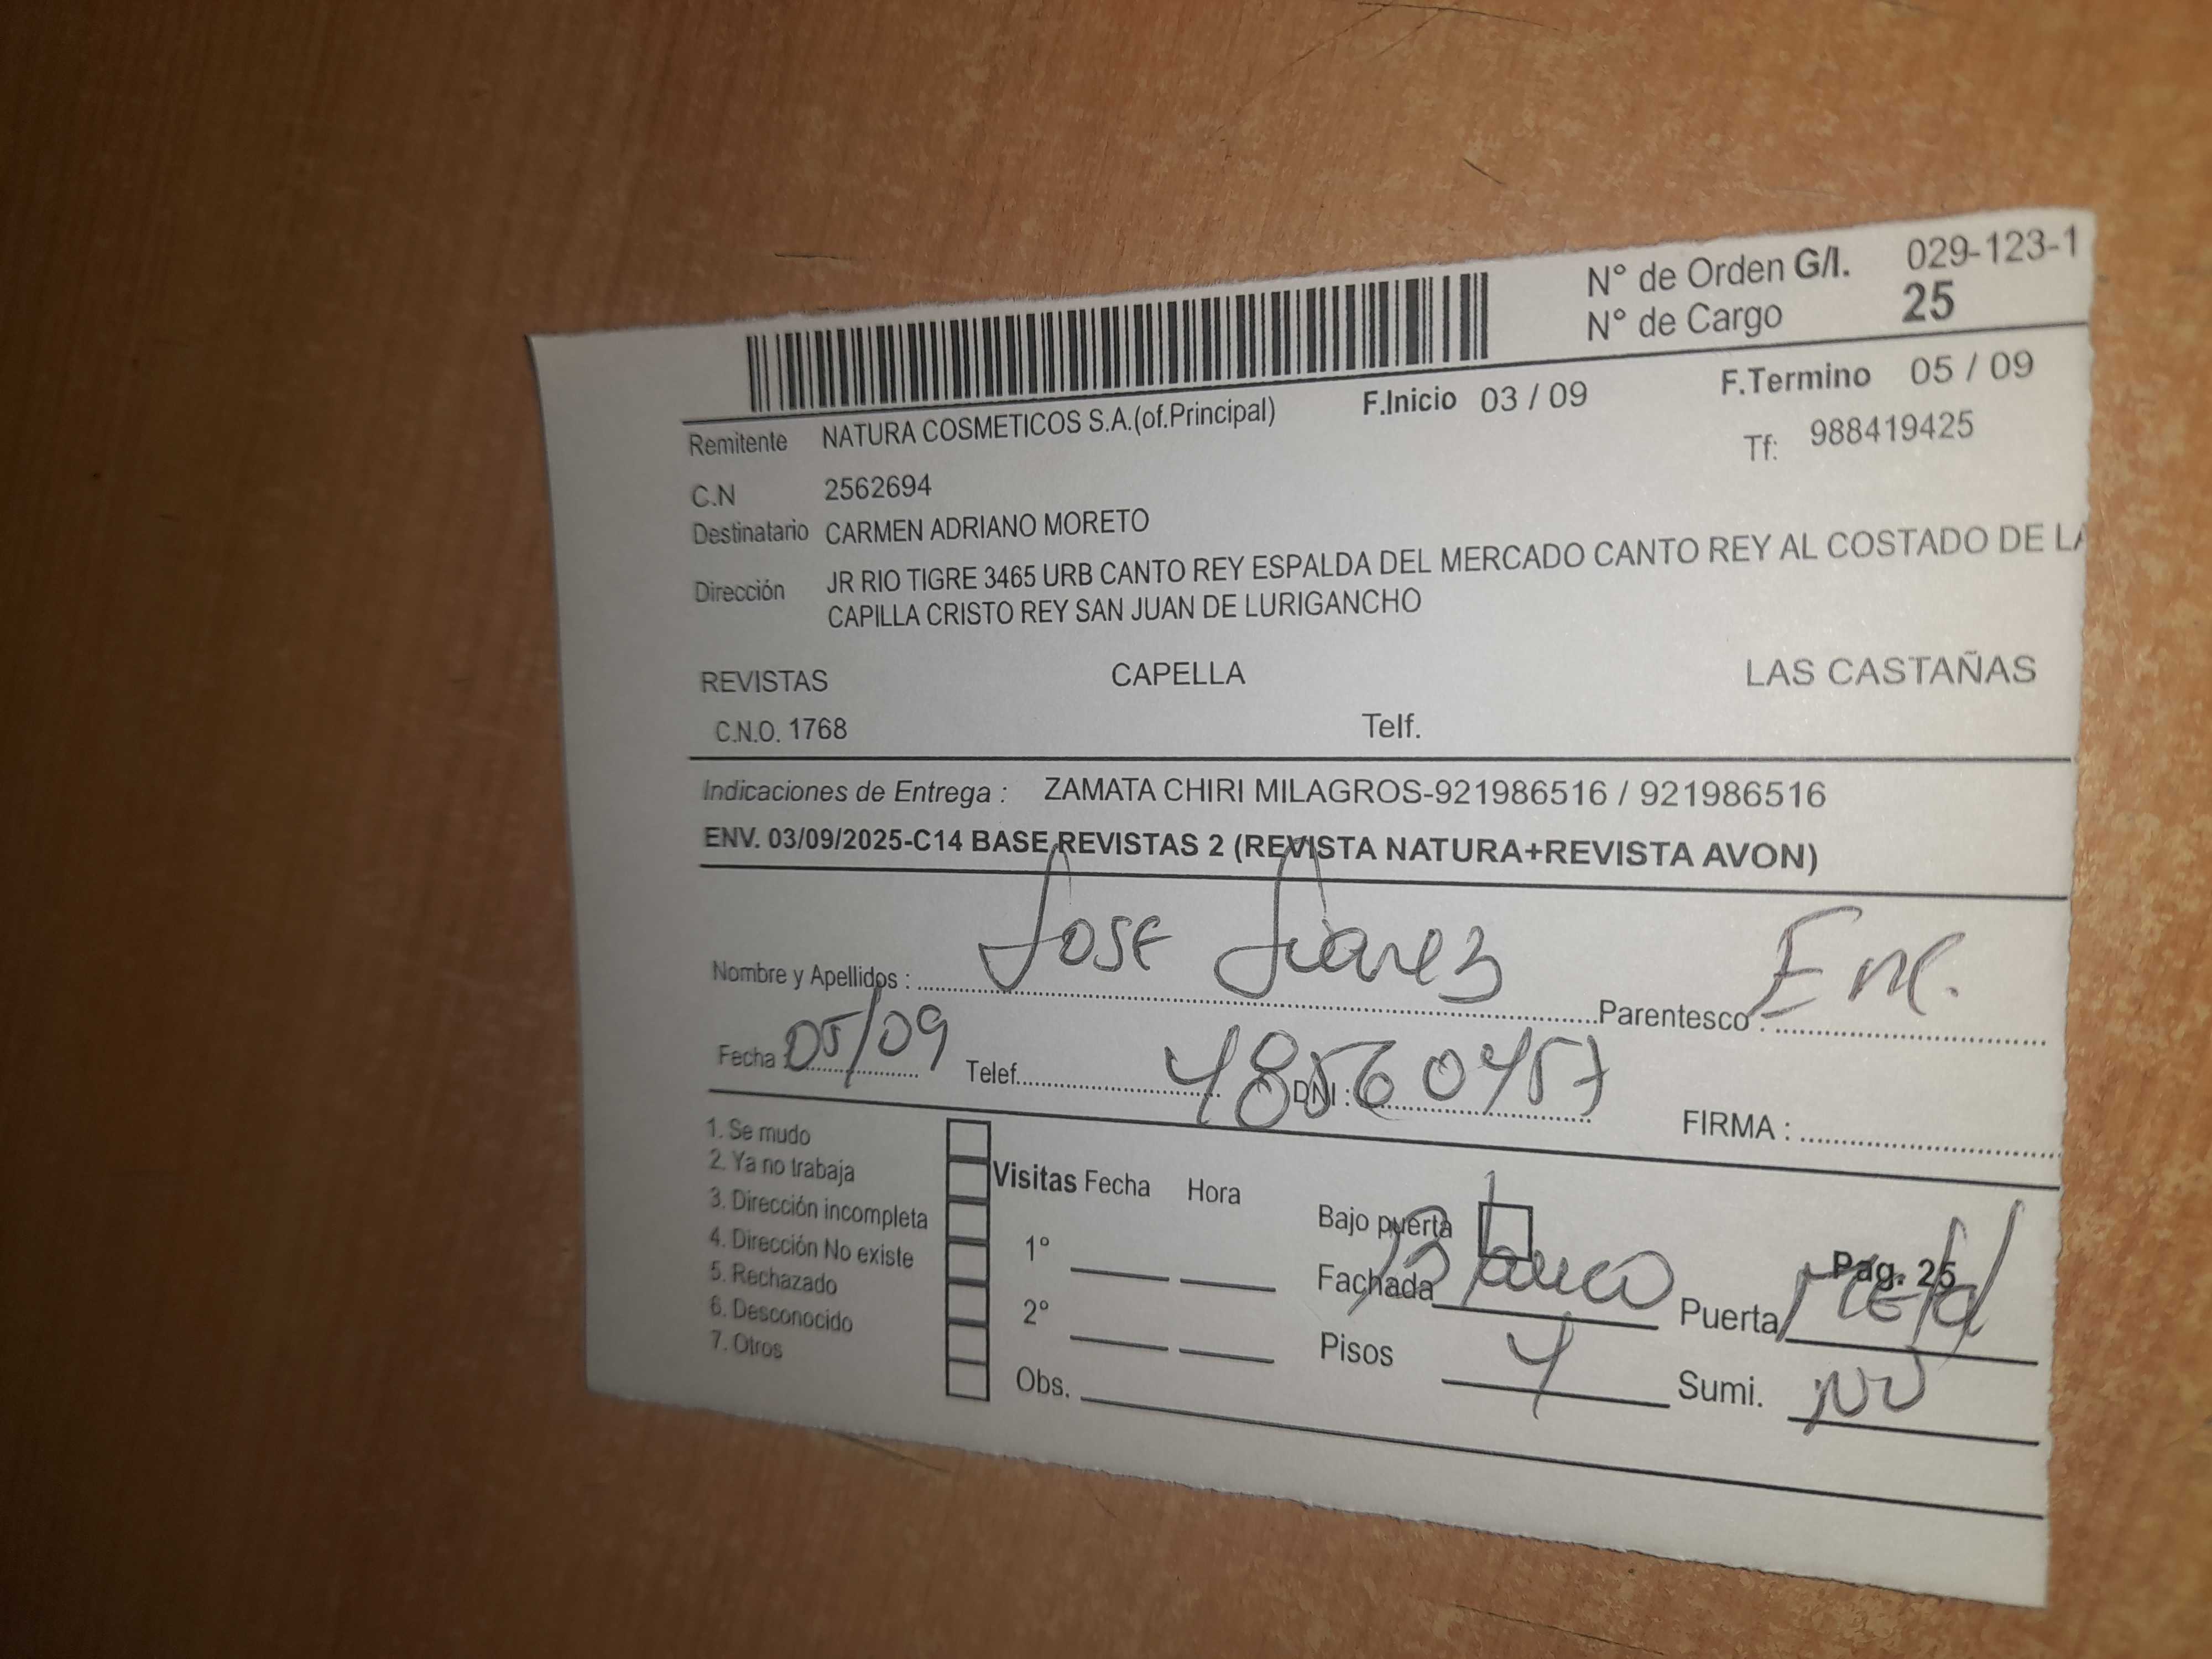 N° de Orden G/I. 029-123-1
N° de Cargo 25
F.Inicio 03 / 09 F.Termino 05 / 09
Remitente NATURA COSMETICOS S.A.(of.Principal) Tf: 988419425
C.N 2562694
Destinatario CARMEN ADRIANO MORETO
Dirección JR RIO TIGRE 3465 URB CANTO REY ESPALDA DEL MERCADO CANTO REY AL COSTADO DE LA
CAPILLA CRISTO REY SAN JUAN DE LURIGANCHO
REVISTAS CAPELLA LAS CASTAÑAS
C.N.O. 1768 Telf.
Indicaciones de Entrega : ZAMATA CHIRI MILAGROS-921986516 / 921986516
ENV. 03/09/2025-C14 BASE REVISTAS 2 (REVISTA NATURA+REVISTA AVON)
Nombre y Apellidos : Jose Juarez Parentesco : Enc.
Fecha : 05/09 Telef. DNI : 48560457 FIRMA :
1. Se mudo
2. Ya no trabaja
3. Dirección incompleta
4. Dirección No existe
5. Rechazado
6. Desconocido
7. Otros
Visitas Fecha Hora
1°
2°
Obs.
Bajo puerta Pág. 25
Fachada Blanco Puerta Metal
Pisos 4 Sumi. NO